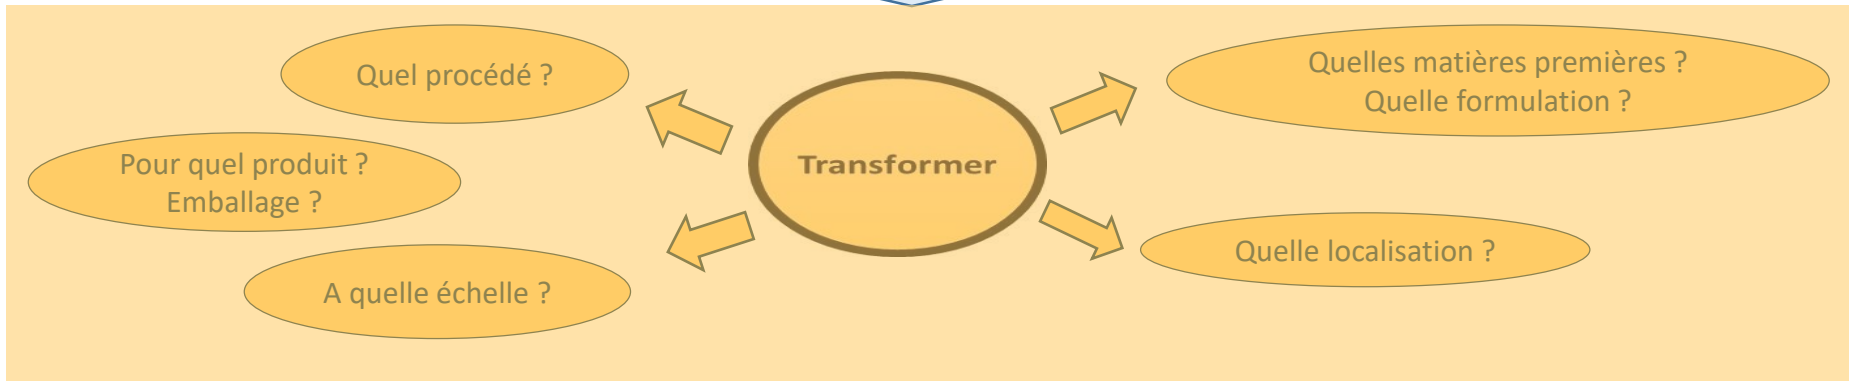 Quel procédé ?
Pour quel produit ?
Emballage ?
A quelle échelle ?
Transformer
Quelles matières premières ?
Quelle formulation ?
Quelle localisation ?